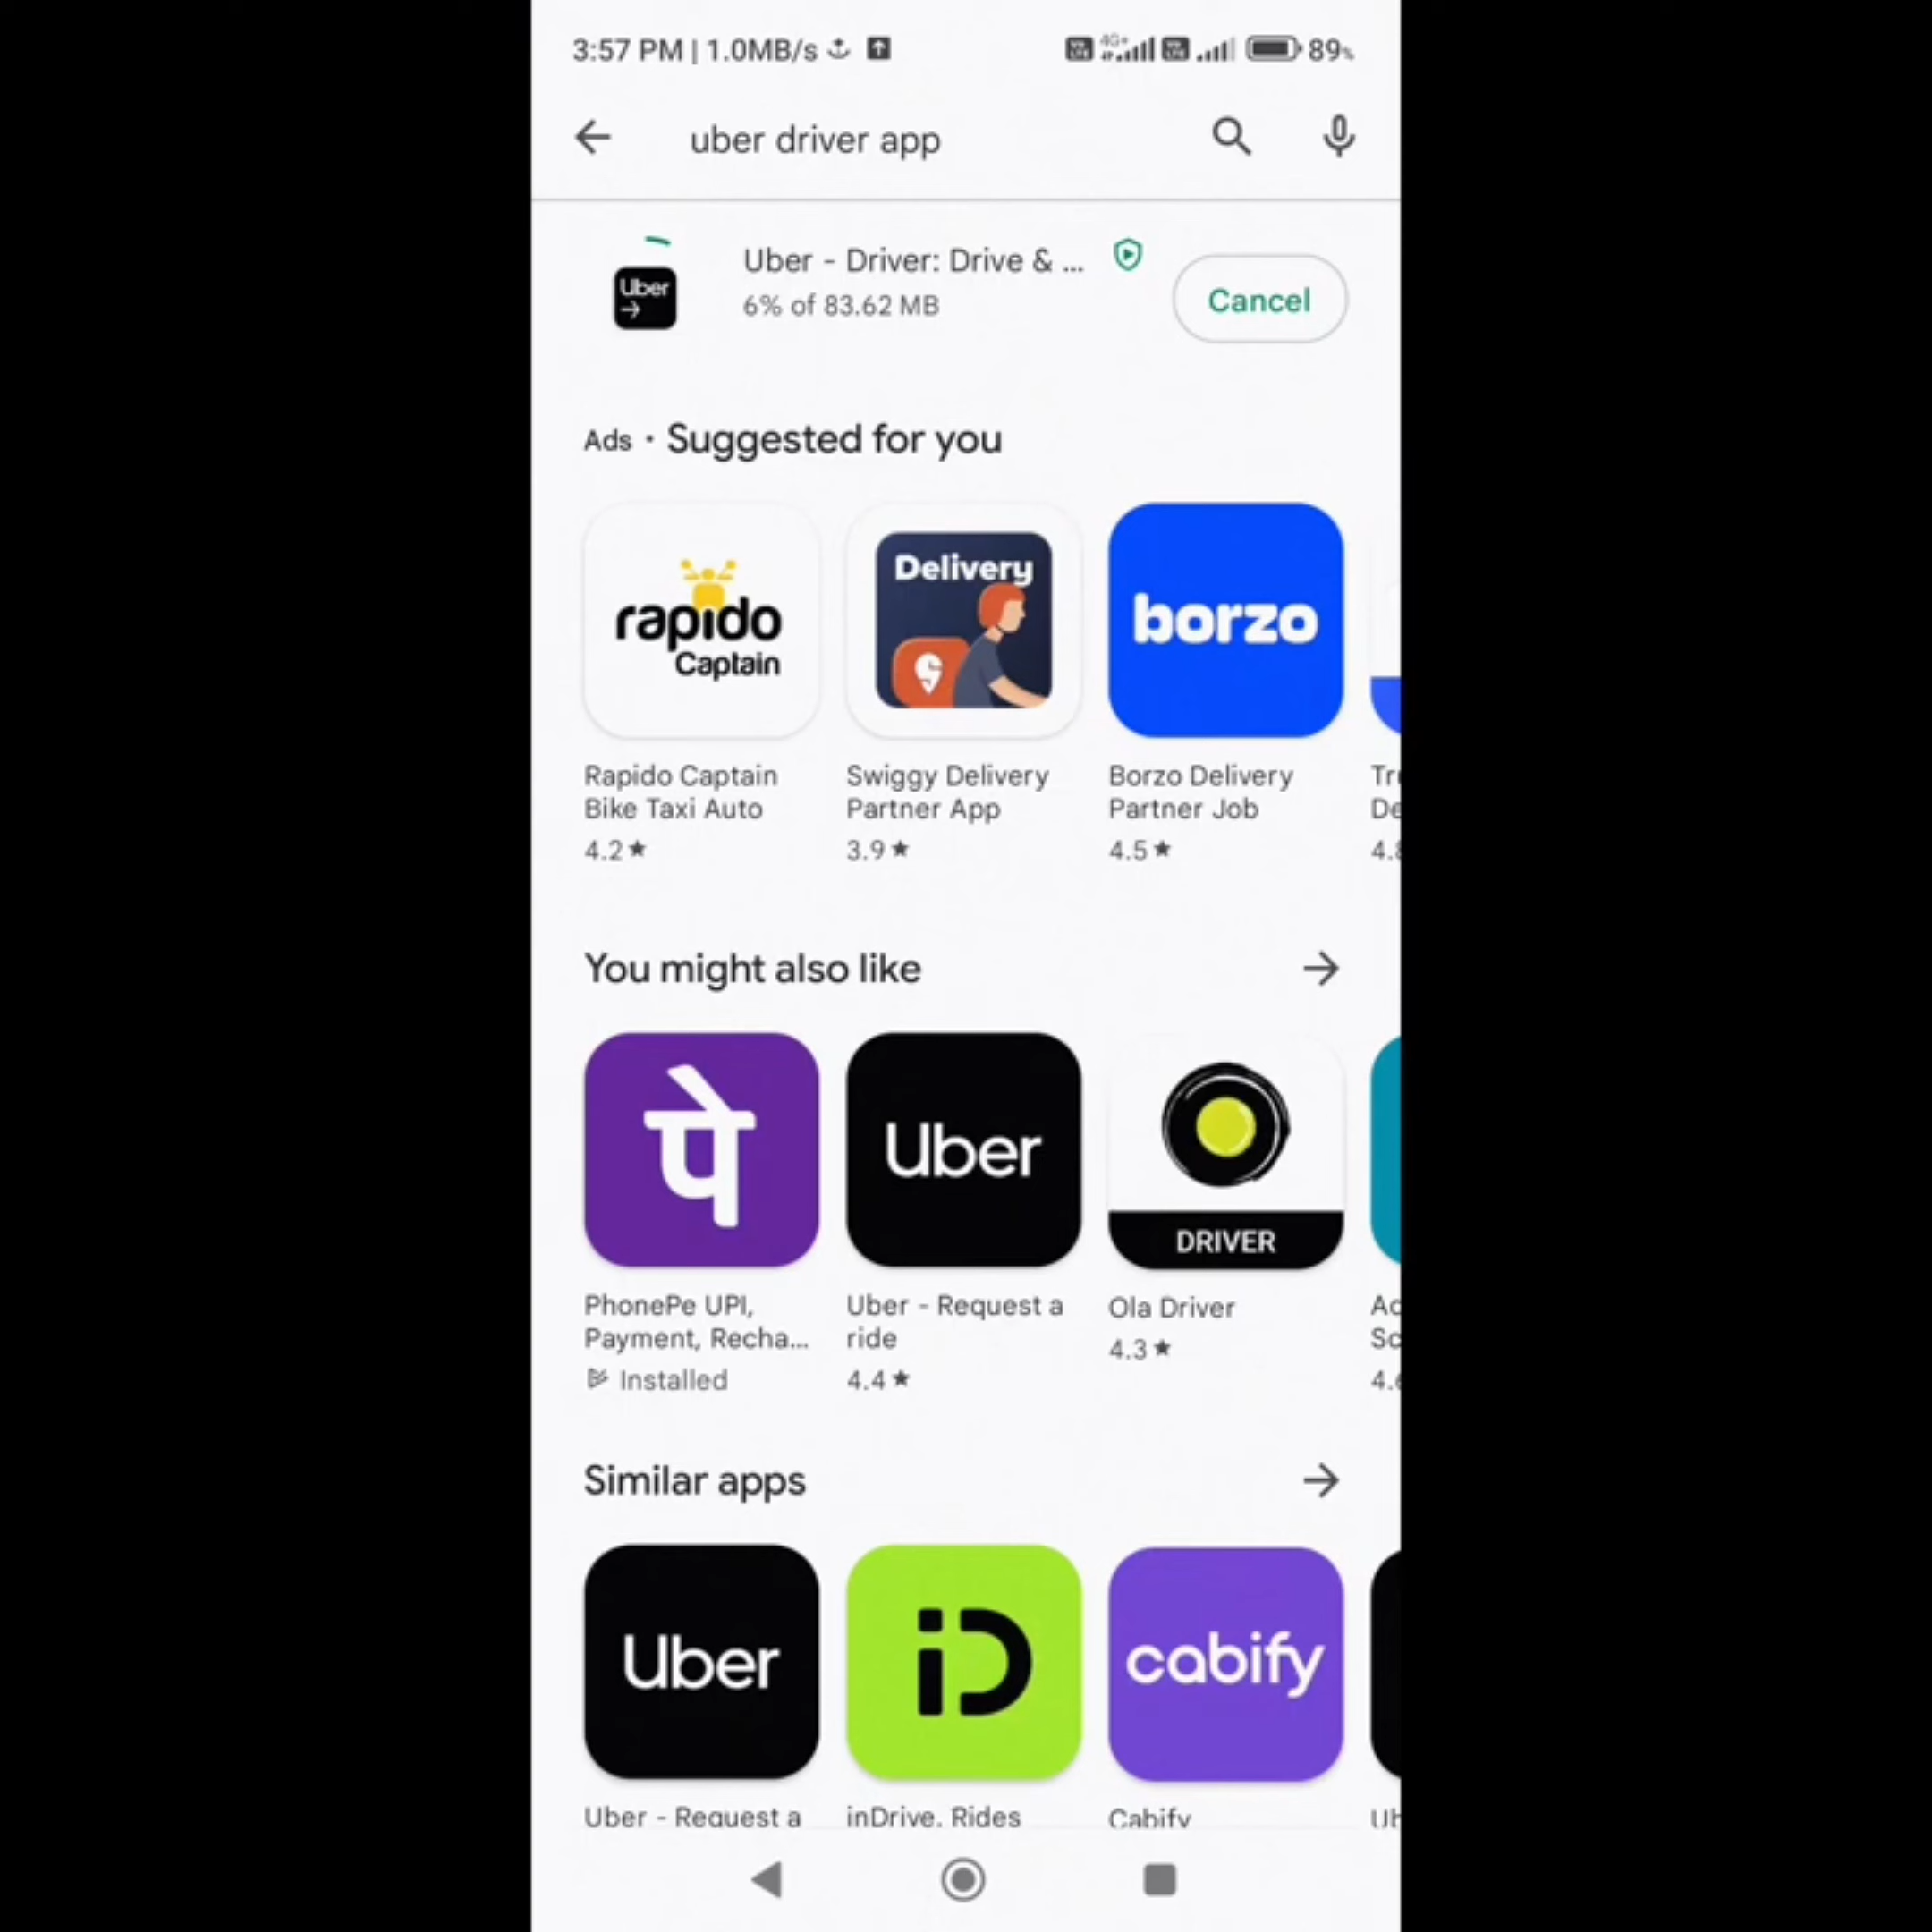 3:57 PM | 1.0MB/s
4G+
89%
uber driver app
Uber
Uber - Driver: Drive & ...
6% of 83.62 MB
Cancel
Ads · Suggested for you
rapido
Captain
Delivery
borzo
Rapido Captain
Bike Taxi Auto
4.2★
Swiggy Delivery
Partner App
3.9★
Borzo Delivery
Partner Job
4.5★
You might also like
पे
Uber
DRIVER
PhonePe UPI,
Payment, Recha...
Installed
Uber - Request a
ride
4.4★
Ola Driver
4.3★
Similar apps
Uber
iD
cabify
Uber - Request a
inDrive. Rides
Cabify